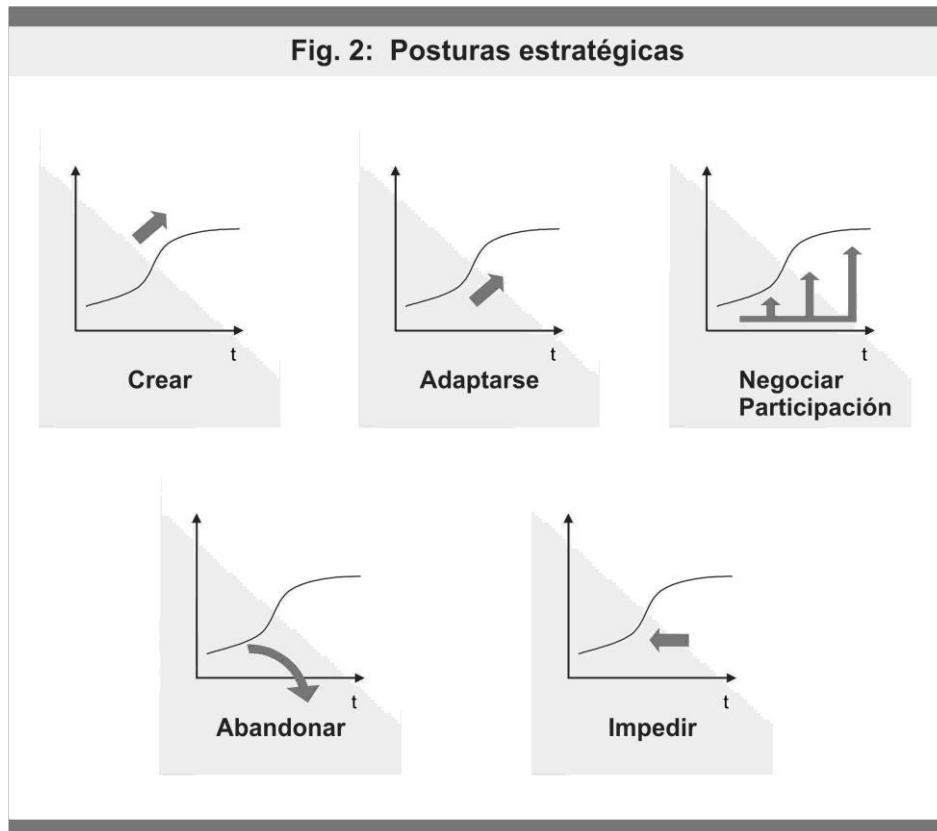 Fig. 2: Posturas estratégicas
t
Crear
t
Adaptarse
t
Negociar
Participación
t
Abandonar
t
Impedir